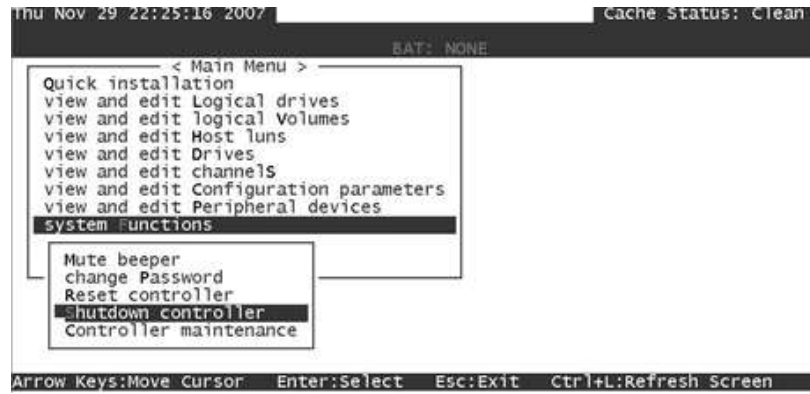 Thu Nov 29 22:25:16 2007 Cache Status: Clean
BAT: NONE
< Main Menu >
Quick installation
view and edit Logical drives
view and edit logical Volumes
view and edit Host luns
view and edit Drives
view and edit channelS
view and edit Configuration parameters
view and edit Peripheral devices
system Functions
Mute beeper
change Password
Reset controller
Shutdown controller
Controller maintenance
Arrow Keys:Move Cursor Enter:Select Esc:Exit Ctrl+L:Refresh Screen